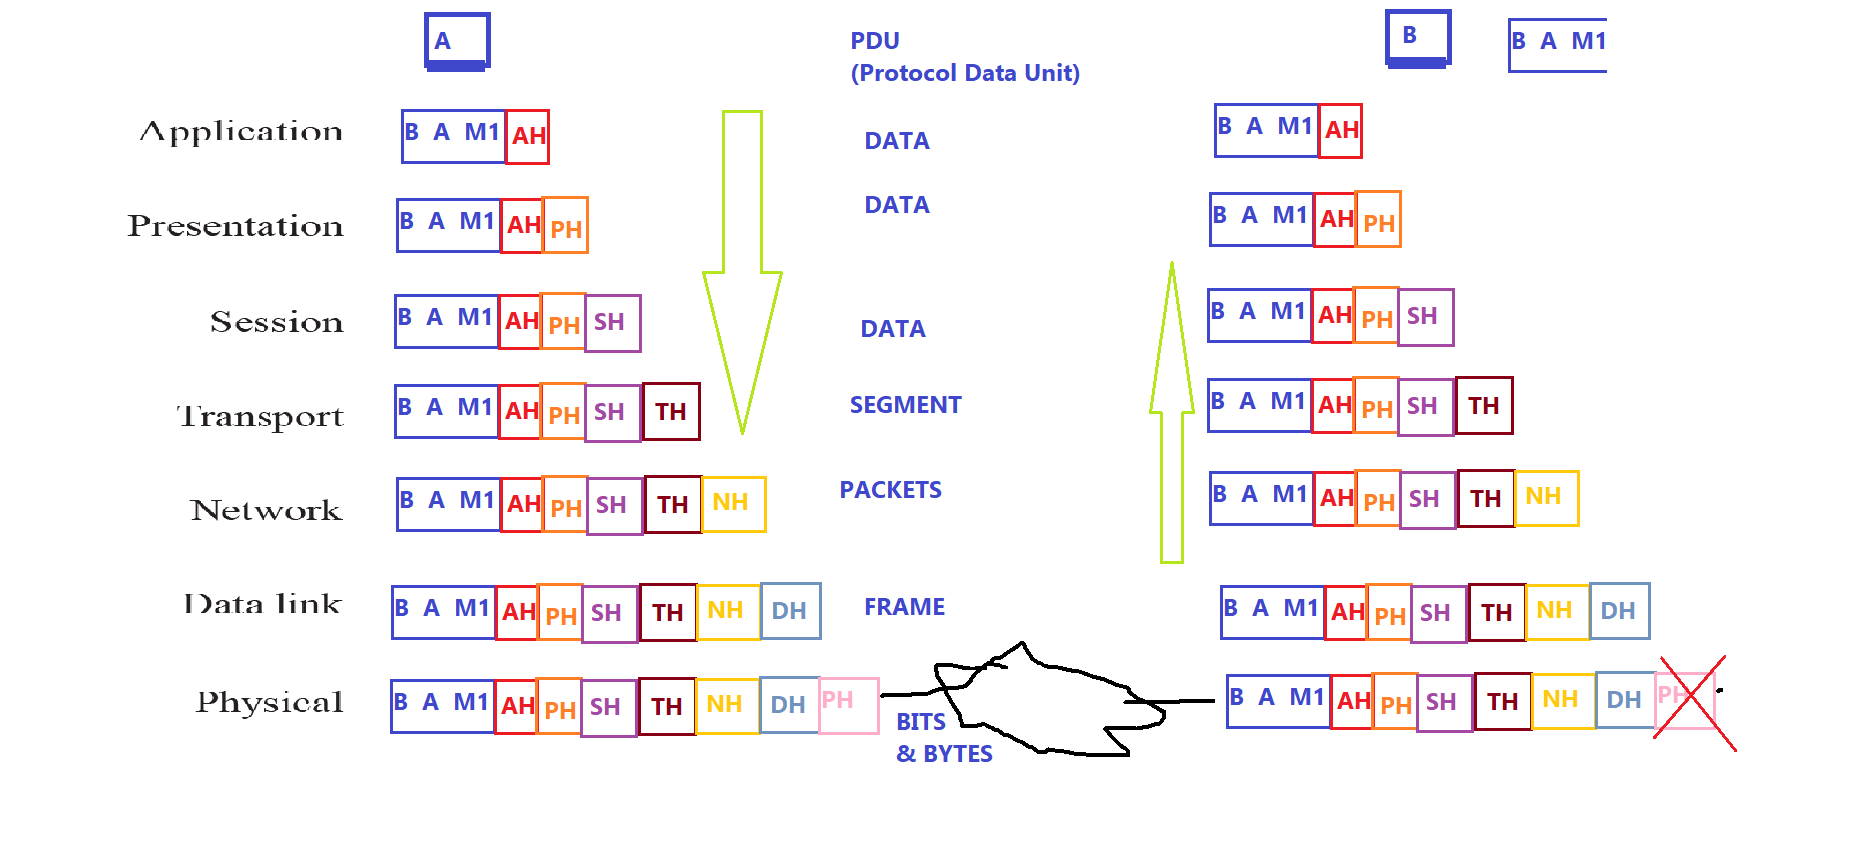 A
PDU
(Protocol Data Unit)
B
B A M1
Application
B A M1 AH
DATA
B A M1 AH
Presentation
B A M1 AH PH
DATA
B A M1 AH PH
Session
B A M1 AH PH SH
DATA
B A M1 AH PH SH
Transport
B A M1 AH PH SH TH
SEGMENT
B A M1 AH PH SH TH
Network
B A M1 AH PH SH TH NH
PACKETS
B A M1 AH PH SH TH NH
Data link
B A M1 AH PH SH TH NH DH
FRAME
B A M1 AH PH SH TH NH DH
Physical
B A M1 AH PH SH TH NH DH PH
BITS
& BYTES
B A M1 AH PH SH TH NH DH PH